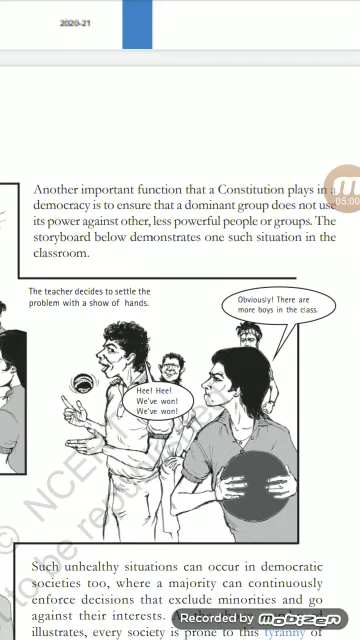 2020-21
Another important function that a Constitution plays in a
democracy is to ensure that a dominant group does not use
its power against other, less powerful people or groups. The
storyboard below demonstrates one such situation in the
classroom.
05:00
The teacher decides to settle the
problem with a show of hands.
Obviously! There are
more boys in the class.
Hee! Hee!
We've won!
We've won!
© NCERT
to be re
Such unhealthy situations can occur in democratic
societies too, where a majority can continuously
enforce decisions that exclude minorities and go
against their interests.
Recorded by mobizen
illustrates, every society is prone to this tyranny of